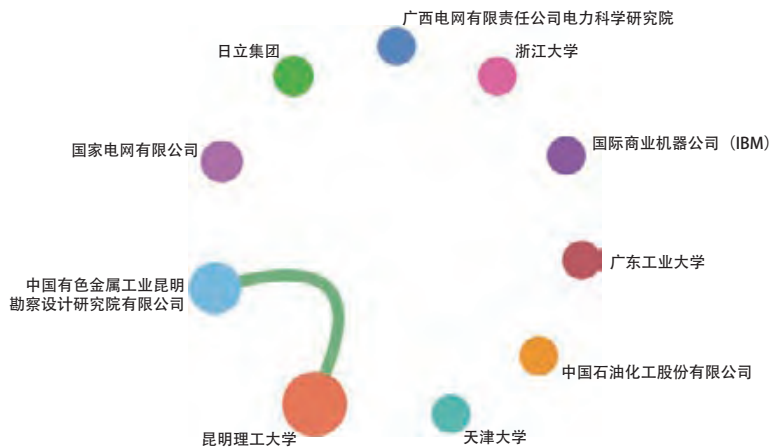 广西电网有限责任公司电力科学研究院
日立集团
浙江大学
国家电网有限公司
国际商业机器公司（IBM）
中国有色金属工业昆明
勘察设计研究院有限公司
广东工业大学
中国石油化工股份有限公司
昆明理工大学
天津大学